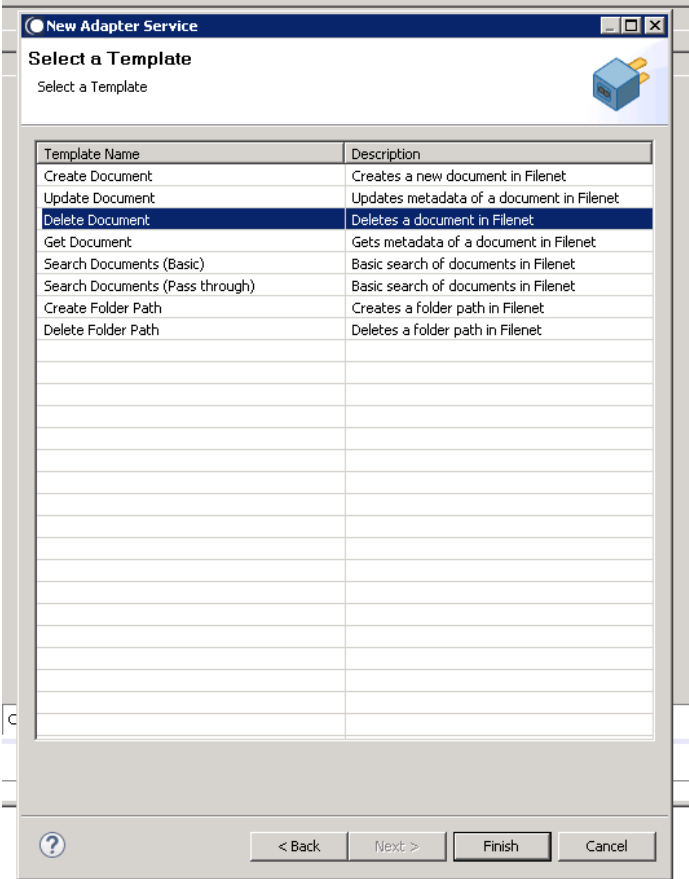 New Adapter Service
Select a Template
Select a Template
Template Name Description
Create Document Creates a new document in Filenet
Update Document Updates metadata of a document in Filenet
Delete Document Deletes a document in Filenet
Get Document Gets metadata of a document in Filenet
Search Documents (Basic) Basic search of documents in Filenet
Search Documents (Pass through) Basic search of documents in Filenet
Create Folder Path Creates a folder path in Filenet
Delete Folder Path Deletes a folder path in Filenet
? < Back Next > Finish Cancel